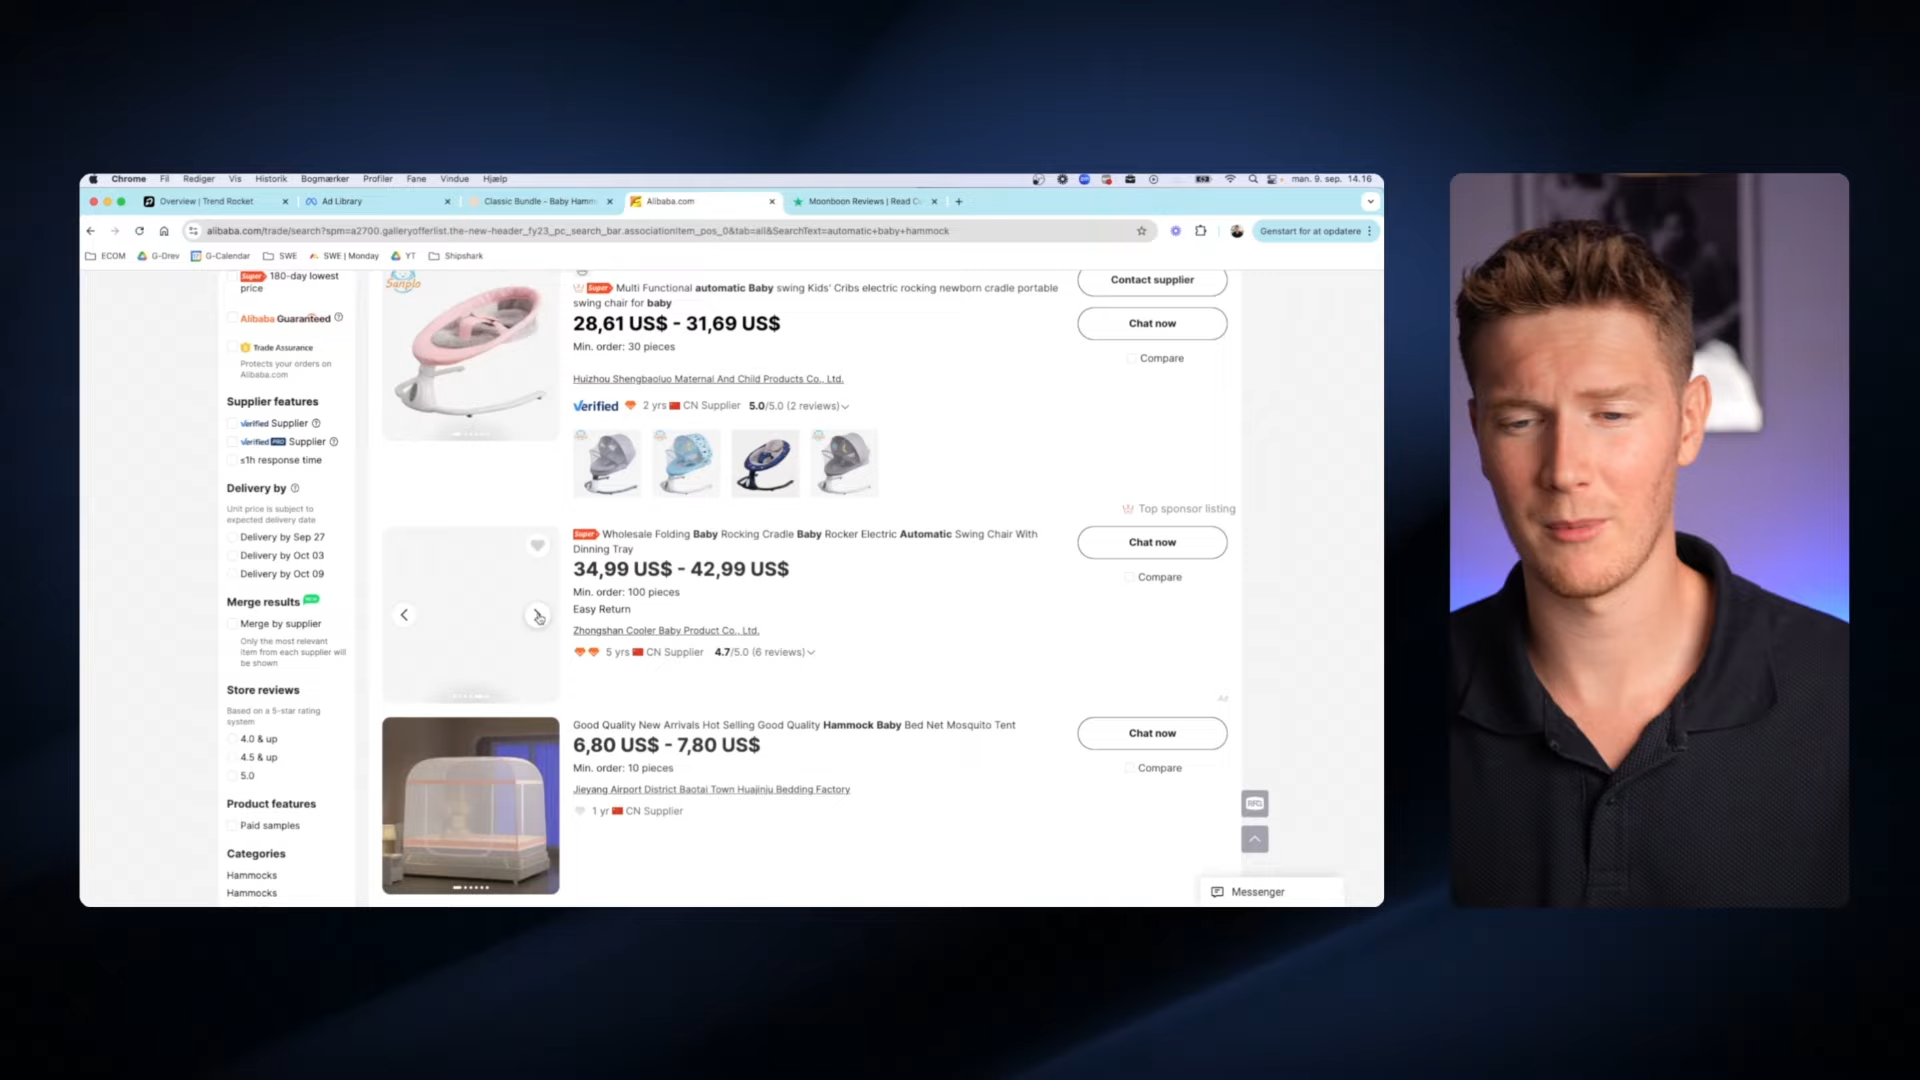 Chrome Fil Rediger Vis Historik Bogmærker Profiler Fane Vindue Hjælp man. 9. sep. 14.16
Overview | Trend Rocket Ad Library Classic Bundle - Baby Hamm Alibaba.com Moonboon Reviews | Read C
alibaba.com/trade/search?spm=a2700.galleryofferlist.the-new-header_fy23_pc_search_bar.associationItem_pos_0&tab=all&SearchText=automatic+baby+hammock Genstart for at opdatere
ECOM G-Drev G-Calendar SWE SWE | Monday YT Shipshark
Super 180-day lowest
price
Alibaba Guaranteed
Trade Assurance
Protects your orders on
Alibaba.com
Supplier features
Verified Supplier
Verified PRO Supplier
≤1h response time
Delivery by
Unit price is subject to
expected delivery date
Delivery by Sep 27
Delivery by Oct 03
Delivery by Oct 09
Merge results NEW
Merge by supplier
Only the most relevant
item from each supplier will
be shown
Store reviews
Based on a 5-star rating
system
4.0 & up
4.5 & up
5.0
Product features
Paid samples
Categories
Hammocks
Hammocks
Sanplo
Super Multi Functional automatic Baby swing Kids' Cribs electric rocking newborn cradle portable
swing chair for baby
28,61 US$ - 31,69 US$
Min. order: 30 pieces
Huizhou Shengbaoluo Maternal And Child Products Co., Ltd.
Verified 2 yrs CN Supplier 5.0/5.0 (2 reviews)
Contact supplier
Chat now
Compare
Top sponsor listing
Super Wholesale Folding Baby Rocking Cradle Baby Rocker Electric Automatic Swing Chair With
Dinning Tray
34,99 US$ - 42,99 US$
Min. order: 100 pieces
Easy Return
Zhongshan Cooler Baby Product Co., Ltd.
5 yrs CN Supplier 4.7/5.0 (6 reviews)
Chat now
Compare
Ad
Good Quality New Arrivals Hot Selling Good Quality Hammock Baby Bed Net Mosquito Tent
6,80 US$ - 7,80 US$
Min. order: 10 pieces
Jieyang Airport District Baotai Town Huajinju Bedding Factory
1 yr CN Supplier
Chat now
Compare
RFQ
Messenger